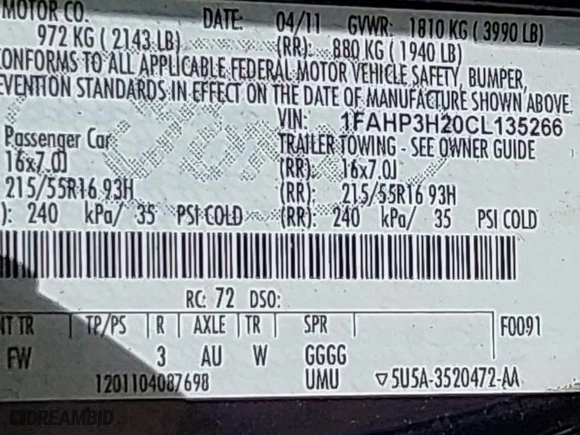 MOTOR CO. DATE: 04/11 GVWR: 1810 KG ( 3990 LB)
972 KG ( 2143 LB) (RR): 880 KG ( 1940 LB)
CONFORMS TO ALL APPLICABLE FEDERAL MOTOR VEHICLE SAFETY, BUMPER,
EVENTION STANDARDS IN EFFECT ON THE DATE OF MANUFACTURE SHOWN ABOVE.
VIN: 1FAHP3H20CL135266
Passenger Car TRAILER TOWING - SEE OWNER GUIDE
16x7.0J (RR): 16x7.0J
215/55R16 93H (RR): 215/55R16 93H
): 240 kPa/ 35 PSI COLD (RR): 240 kPa/ 35 PSI COLD
RC: 72 DSO:
NT TR TP/PS R AXLE TR SPR F0091
FW 3 AU W GGGG
1201104087698 UMU ▽5U5A-3520472-AA
DREAMBID